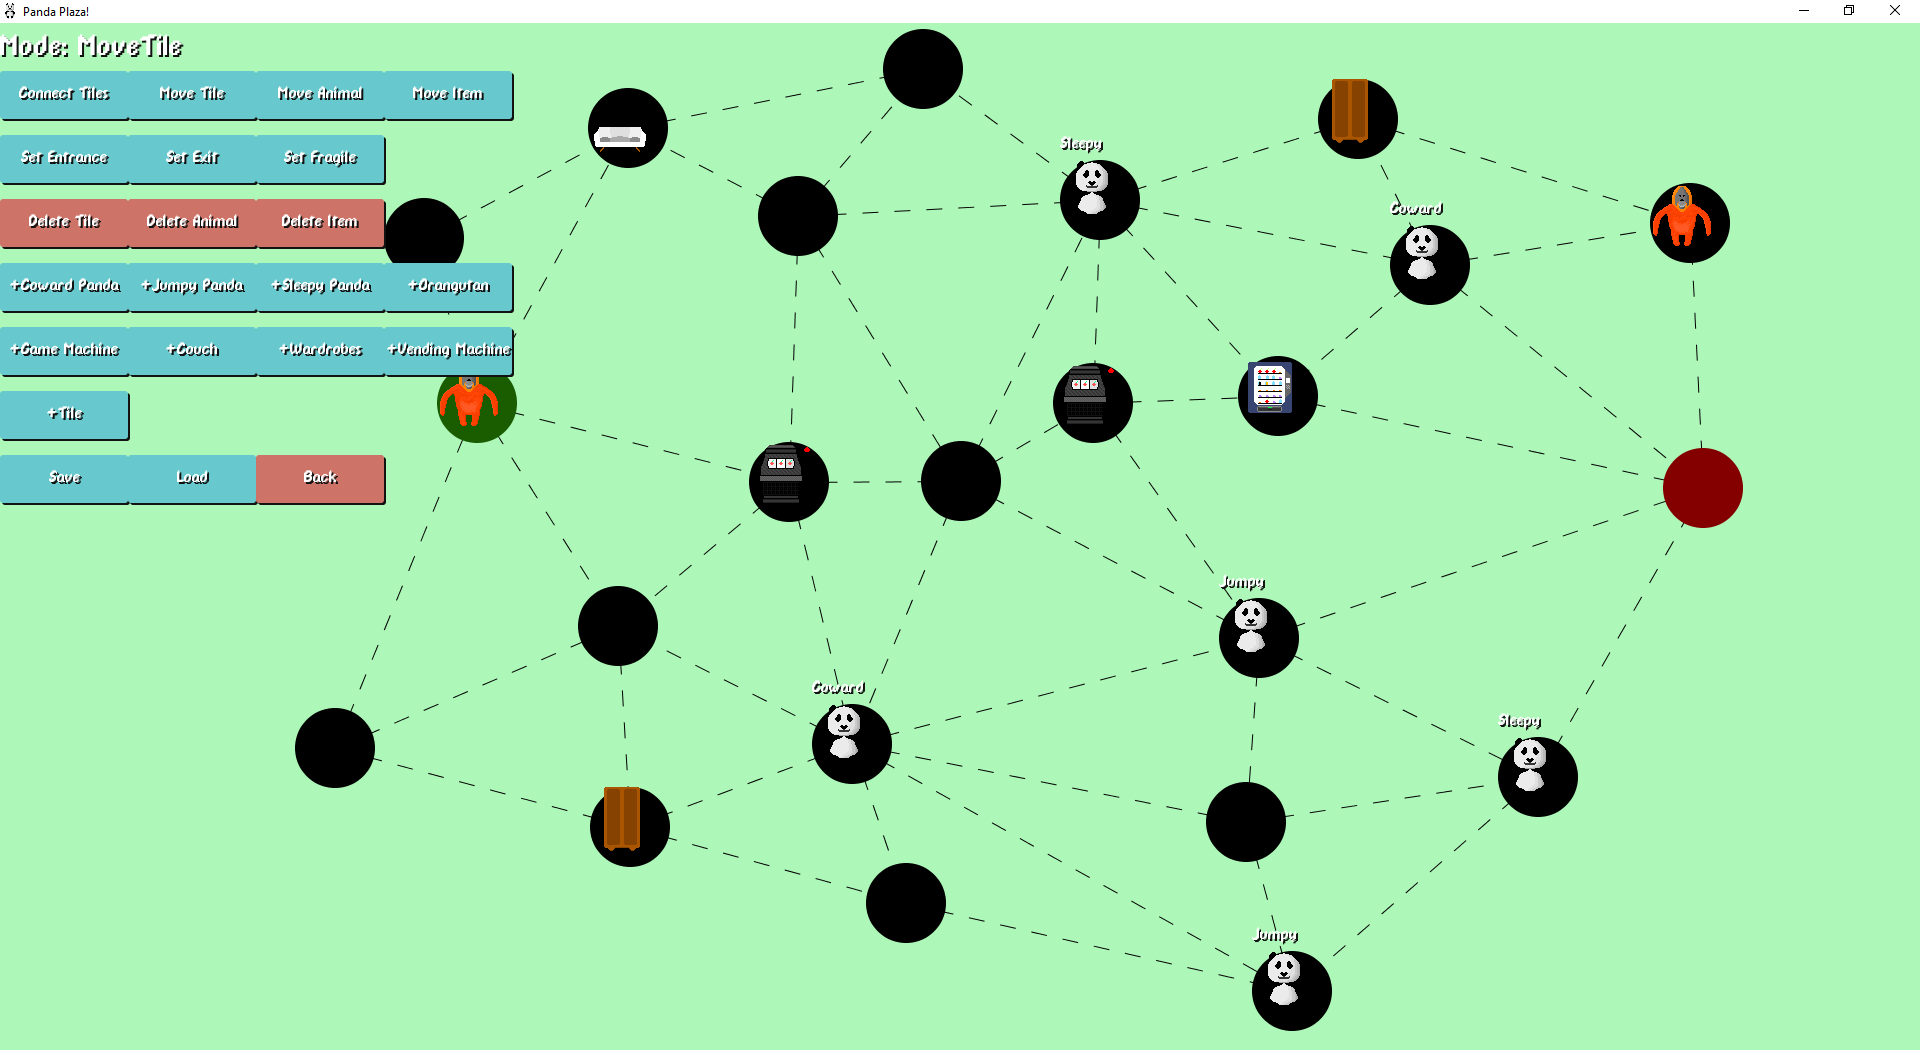 Panda Plaza!
Mode: MoveTile
Connect Tiles Move Tile Move Animal Move Item
Set Entrance Set Exit Set Fragile
Delete Tile Delete Animal Delete Item
+Coward Panda +Jumpy Panda +Sleepy Panda +Orangutan
+Game Machine +Couch +Wardrobes +Vending Machine
+Tile
Save Load Back
Sleepy
Coward
Jumpy
Coward
Sleepy
Jumpy